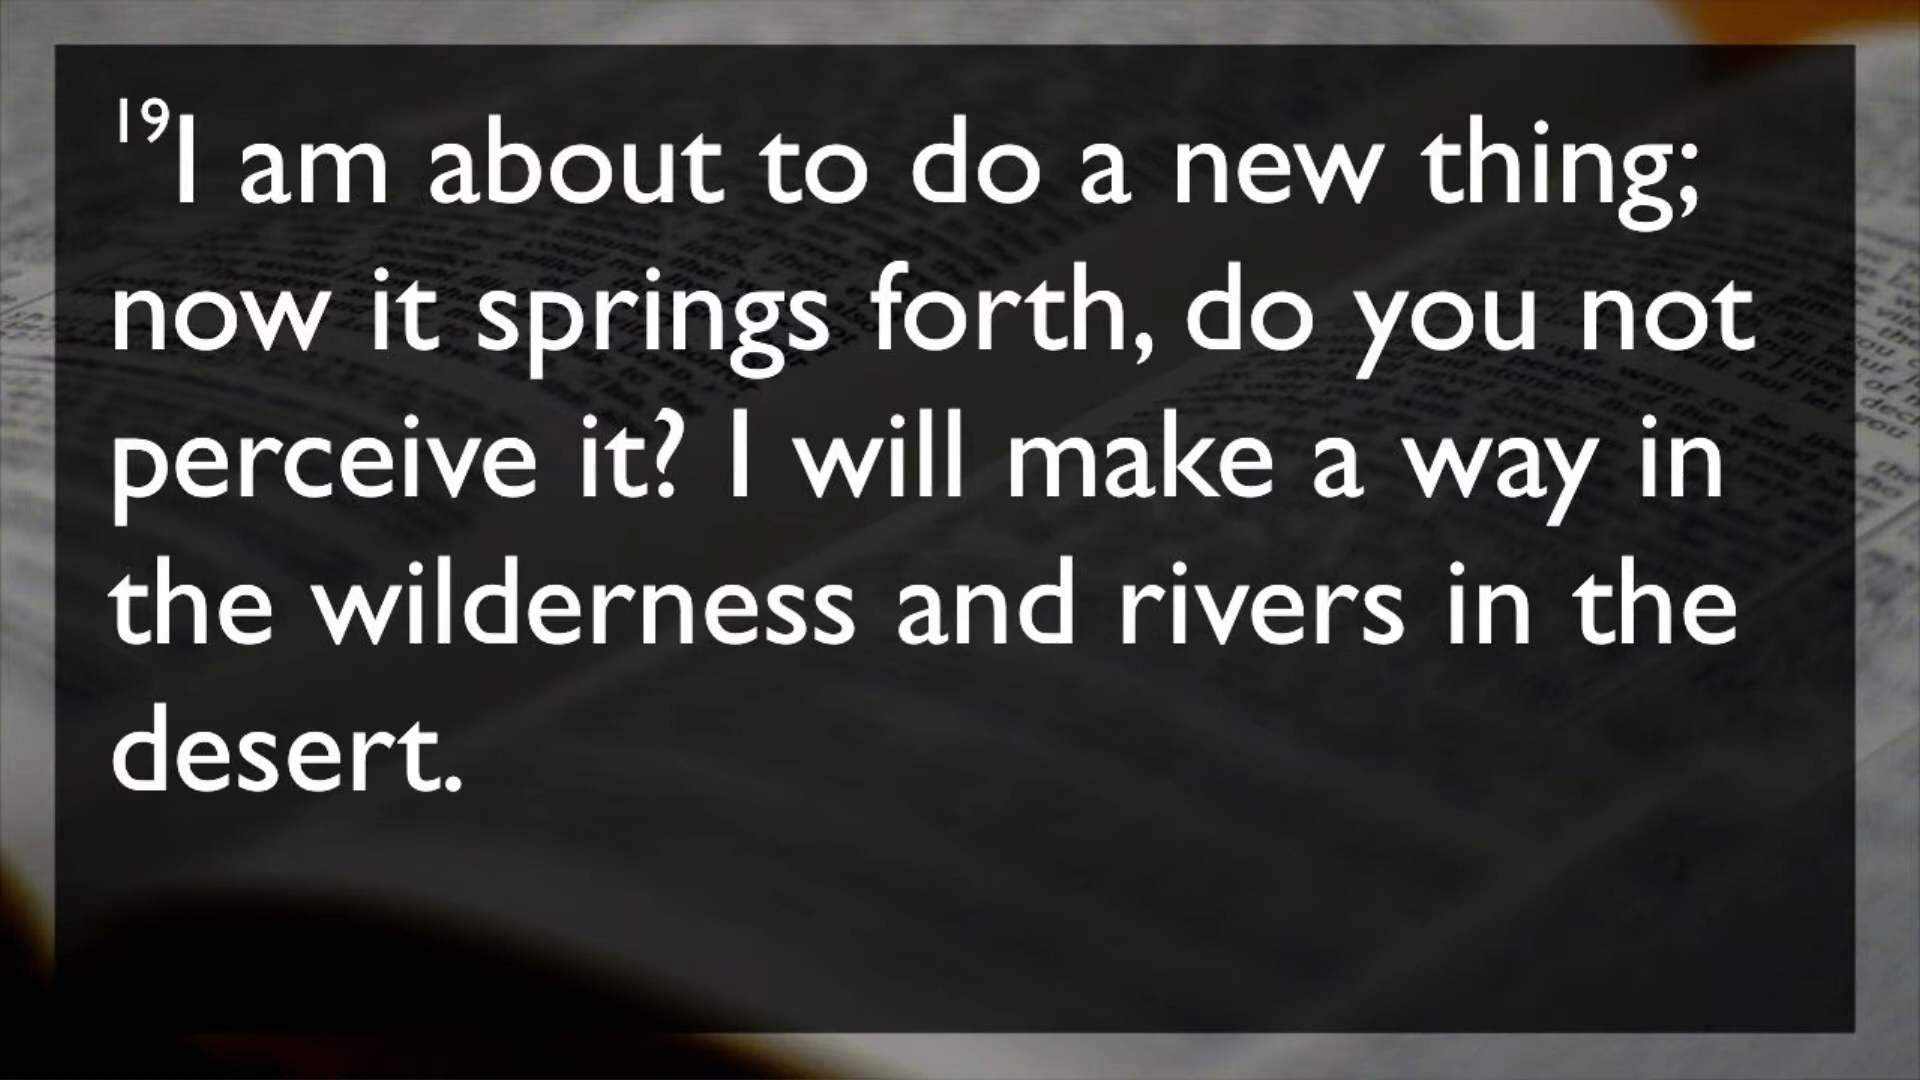 19I am about to do a new thing;
now it springs forth, do you not
perceive it? I will make a way in
the wilderness and rivers in the
desert.